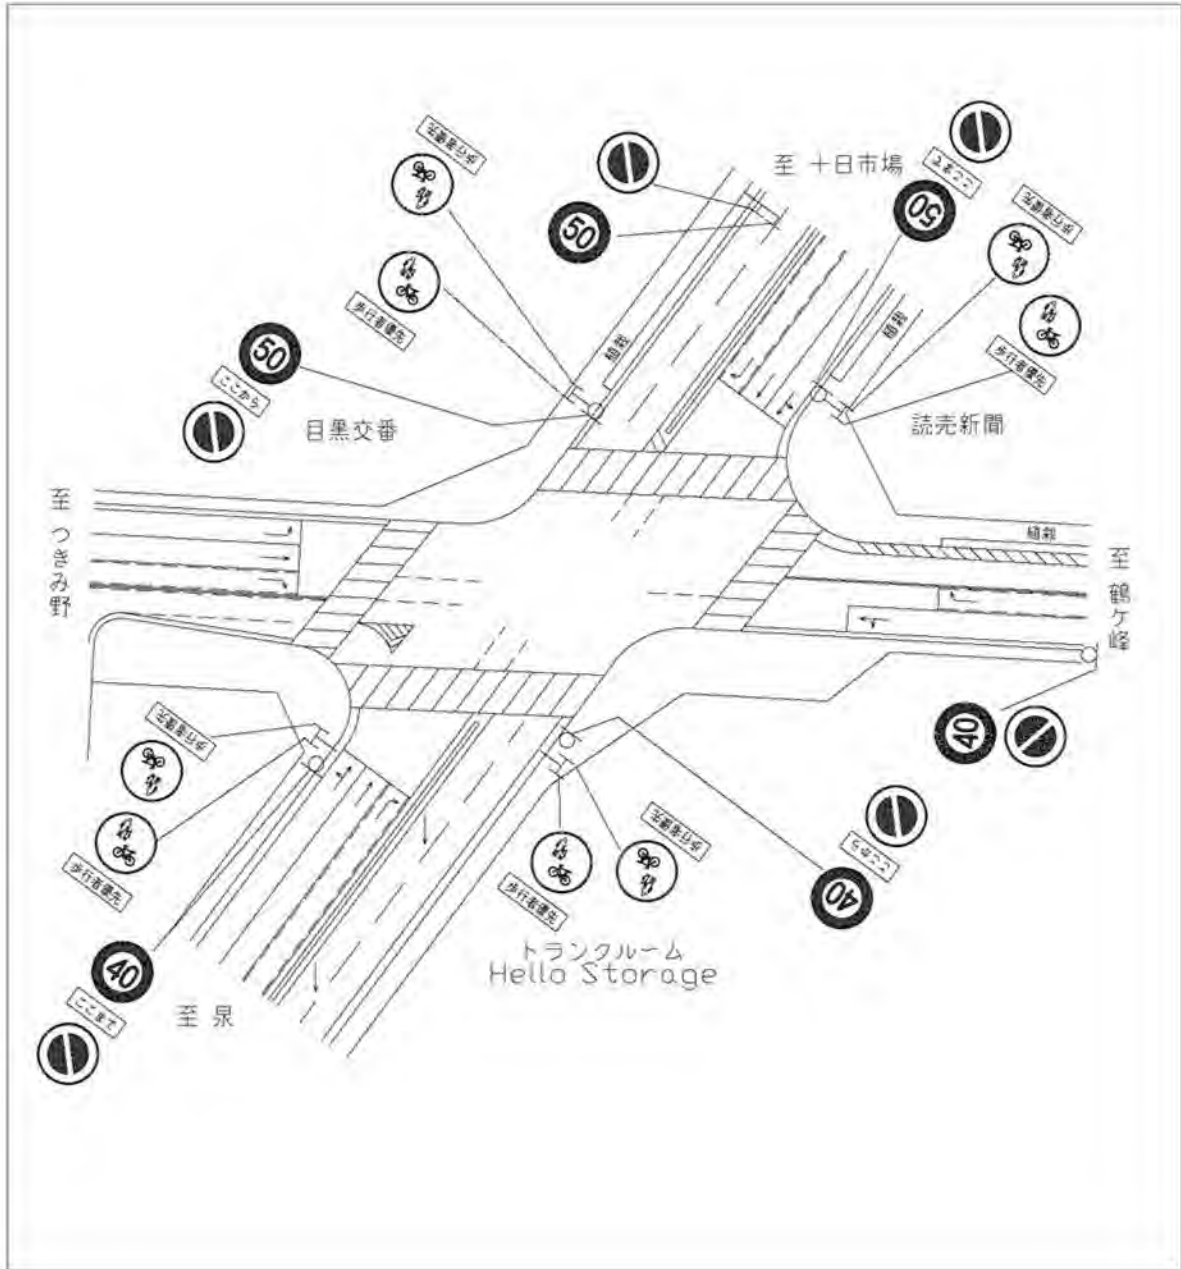 歩行者優先
至 十日市場
ここまで
50
歩行者優先
50
歩行者優先
歩行者優先
50
ここから
植栽
植栽
目黒交番
読売新聞
至 つきみ野
植栽
至 鶴ヶ峰
歩行者優先
40
歩行者優先
歩行者優先
ここから
歩行者優先
40
トランクルーム
Hello Storage
40
ここまで
至 泉